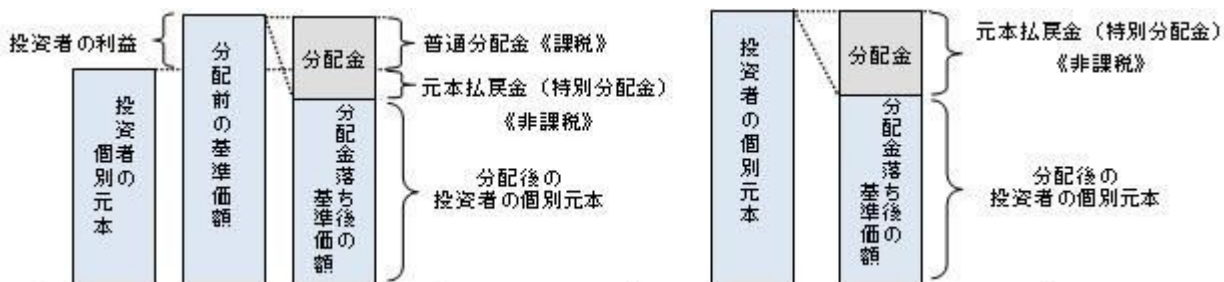 投資者の利益
投資者の
個別元本
分配前の基準価額
分配金
分配金落ち後の
基準価額
普通分配金《課税》
元本払戻金（特別分配金）
《非課税》
分配後の
投資者の個別元本
投資者の個別元本
分配金
分配金落ち後の
基準価額
元本払戻金（特別分配金）
《非課税》
分配後の
投資者の個別元本